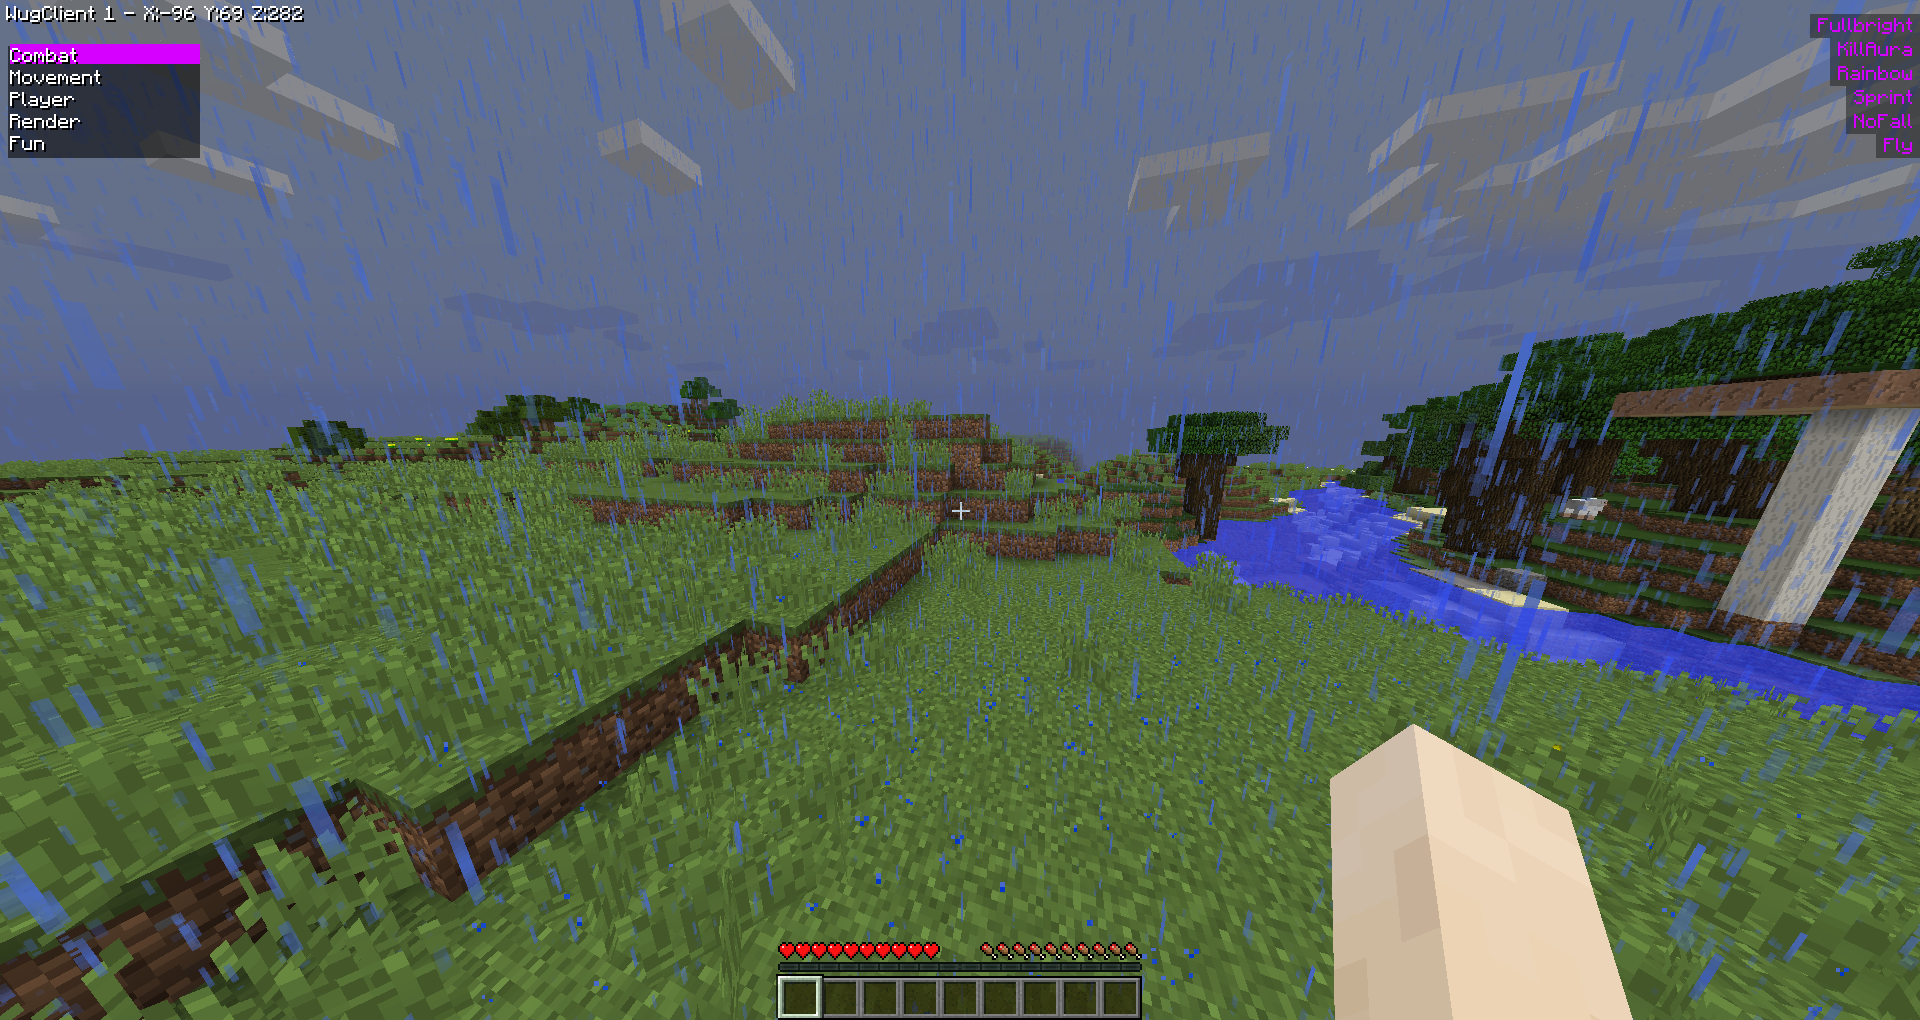 WugClient 1 - X:-96 Y:69 Z:282
Combat
Movement
Player
Render
Fun
Fullbright
KillAura
Rainbow
Sprint
NoFall
Fly